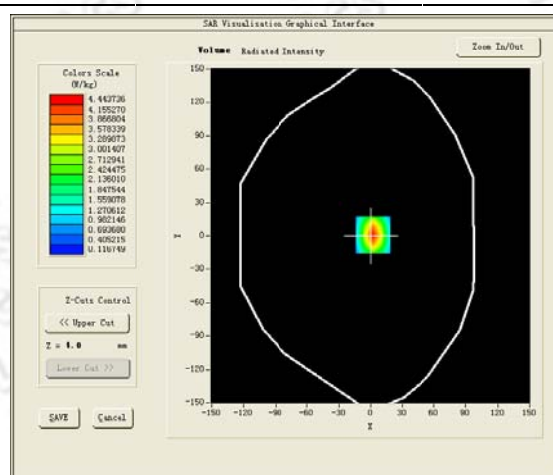 SAR Visualisation Graphical Interface
Volume Radiated Intensity
Zoom In/Out
Colors Scale
(W/kg)
4.443736
4.155270
3.866804
3.578339
3.289873
3.001407
2.712941
2.424475
2.136010
1.847544
1.559078
1.270612
0.982146
0.693680
0.405215
0.116749
Z-Cuts Control
<< Upper Cut
Z = 4.0 mm
Lower Cut >>
SAVE
Cancel
150
120
90
60
30
0
-30
-60
-90
-120
-150
Y
-150 -120 -90 -60 -30 0 30 60 90 120 150
X